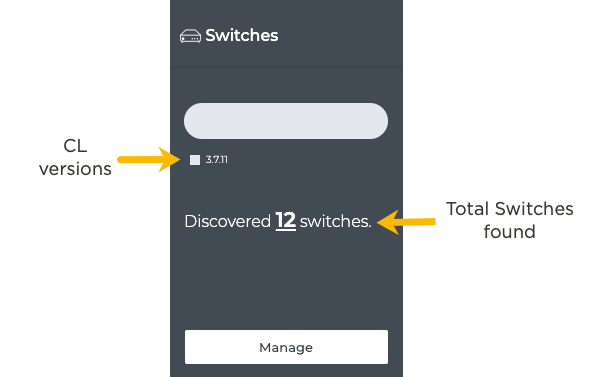 Switches
CL
versions
3.7.11
Discovered 12 switches.
Total Switches
found
Manage